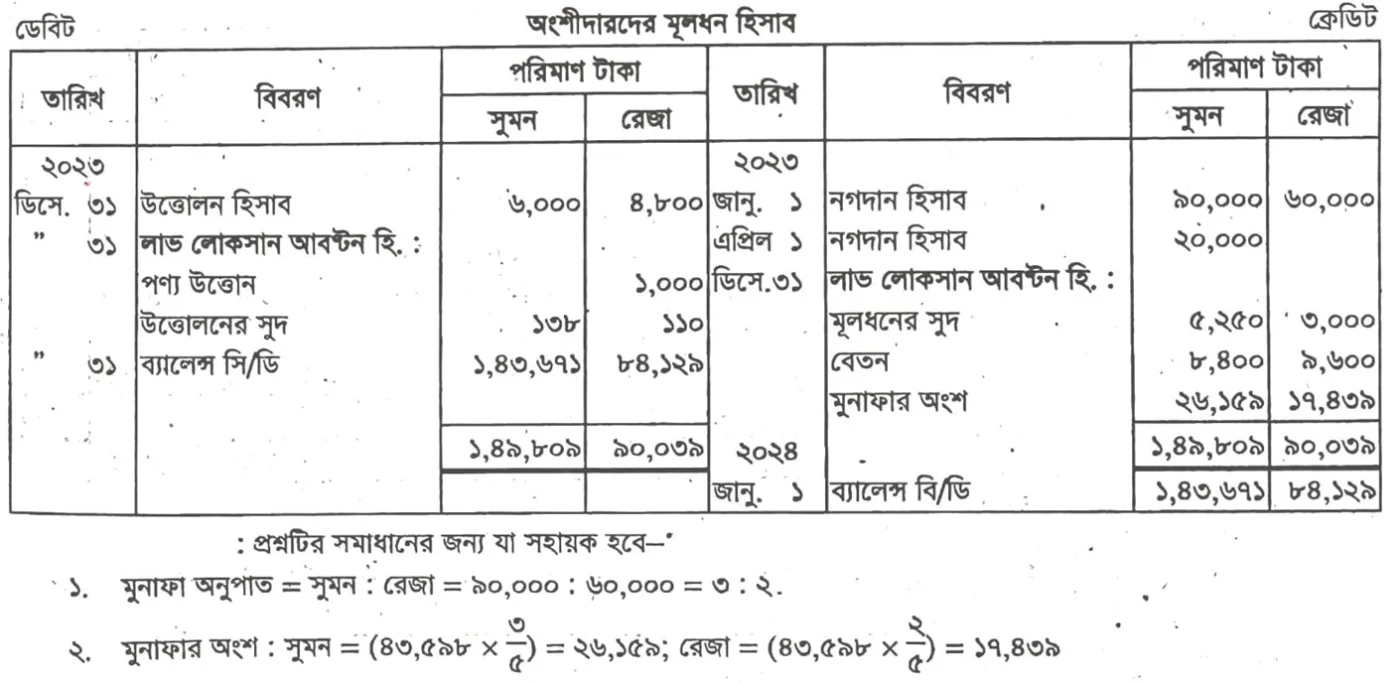 ডেবিট অংশীদারদের মূলধন হিসাব ক্রেডিট
তারিখ বিবরণ পরিমাণ টাকা তারিখ বিবরণ পরিমাণ টাকা
সুমন রেজা সুমন রেজা
২০২৩ ২০২৩
ডিসে. ৩১ উত্তোলন হিসাব ৬,০০০ ৪,৮০০ জানু. ১ নগদান হিসাব ৯০,০০০ ৬০,০০০
" ৩১ লাভ লোকসান আবণ্টন হি. : এপ্রিল ১ নগদান হিসাব ২০,০০০
পণ্য উত্তোন ১,০০০ ডিসে.৩১ লাভ লোকসান আবণ্টন হি. :
উত্তোলনের সুদ ১৩৮ ১১০ মূলধনের সুদ ৫,২৫০ ৩,০০০
" ৩১ ব্যালেন্স সি/ডি ১,৪৩,৬৭১ ৮৪,১২৯ বেতন ৮,৪০০ ৯,৬০০
মুনাফার অংশ ২৬,১৫৯ ১৭,৪৩৯
১,৪৯,৮০৯ ৯০,০৩৯ ২০২৪ ১,৪৯,৮০৯ ৯০,০৩৯
জানু. ১ ব্যালেন্স বি/ডি ১,৪৩,৬৭১ ৮৪,১২৯
: প্রশ্নটির সমাধানের জন্য যা সহায়ক হবে–
১. মুনাফা অনুপাত = সুমন : রেজা = ৯০,০০০ : ৬০,০০০ = ৩ : ২.
২. মুনাফার অংশ : সুমন = (৪৩,৫৯৮ × ৩/৫) = ২৬,১৫৯; রেজা = (৪৩,৫৯৮ × ২/৫) = ১৭,৪৩৯